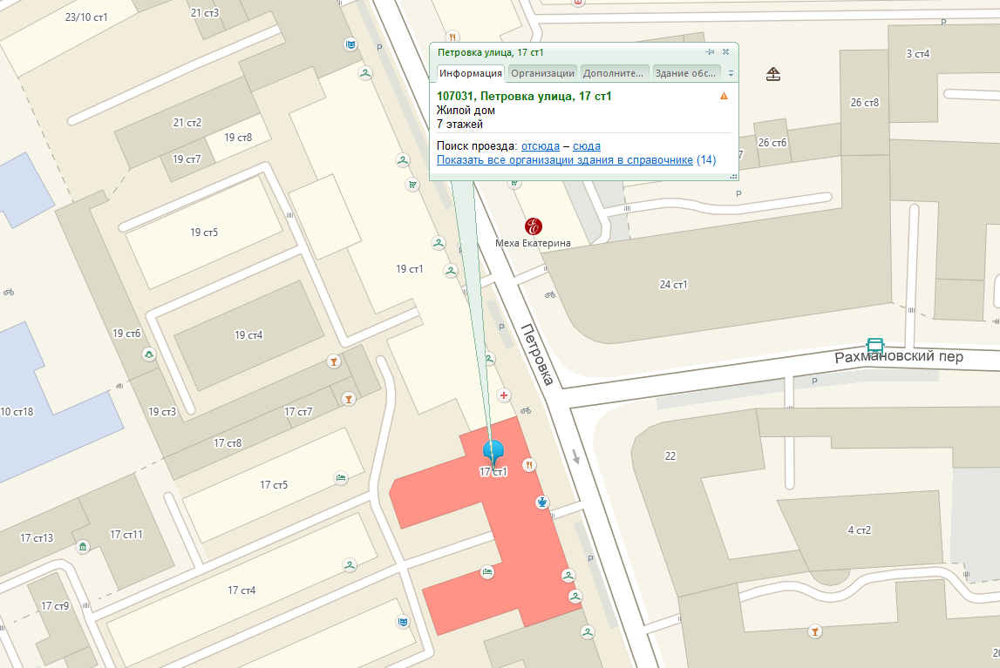 23/10 ст1
21 ст3
P
P
3 ст4
Петровка улица, 17 ст1
Информация
Организации
Дополните...
Здание обс...
107031, Петровка улица, 17 ст1
Жилой дом
7 этажей
Поиск проезда: отсюда – сюда
Показать все организации здания в справочнике (14)
26 ст8
21 ст2
19 ст8
26 ст6
7
19 ст7
P
19 ст5
Меха Екатерина
19 ст1
24 ст1
P
19 ст6
19 ст4
Петровка
Рахмановский пер
P
10 ст18
19 ст3
17 ст7
17 ст8
22
17 ст1
17 ст5
17 ст13
17 ст11
4 ст2
P
17 ст4
17 ст9